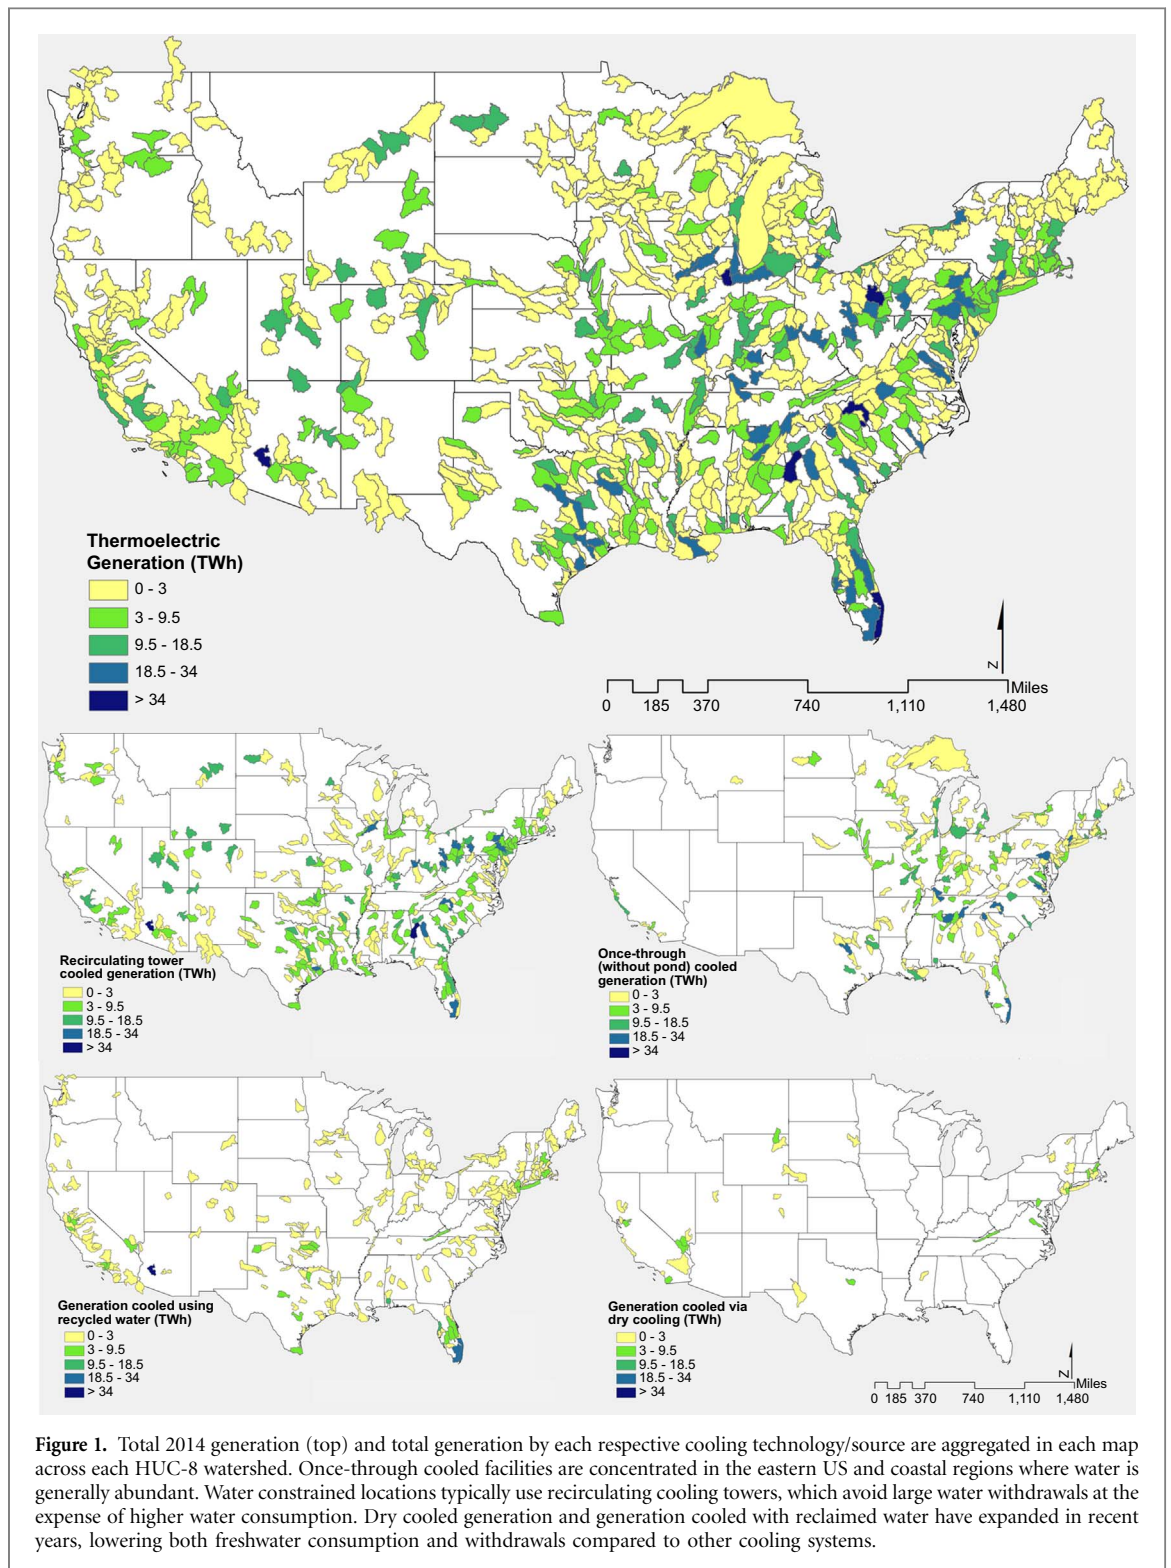 Thermoelectric
Generation (TWh)
0 - 3
3 - 9.5
9.5 - 18.5
18.5 - 34
> 34
N
Miles
0 185 370 740 1,110 1,480
Recirculating tower
cooled generation (TWh)
0 - 3
3 - 9.5
9.5 - 18.5
18.5 - 34
> 34
Once-through
(without pond) cooled
generation (TWh)
0 - 3
3 - 9.5
9.5 - 18.5
18.5 - 34
> 34
Generation cooled using
recycled water (TWh)
0 - 3
3 - 9.5
9.5 - 18.5
18.5 - 34
> 34
Generation cooled via
dry cooling (TWh)
0 - 3
3 - 9.5
9.5 - 18.5
18.5 - 34
> 34
N
Miles
0 185 370 740 1,110 1,480
Figure 1. Total 2014 generation (top) and total generation by each respective cooling technology/source are aggregated in each map
across each HUC-8 watershed. Once-through cooled facilities are concentrated in the eastern US and coastal regions where water is
generally abundant. Water constrained locations typically use recirculating cooling towers, which avoid large water withdrawals at the
expense of higher water consumption. Dry cooled generation and generation cooled with reclaimed water have expanded in recent
years, lowering both freshwater consumption and withdrawals compared to other cooling systems.